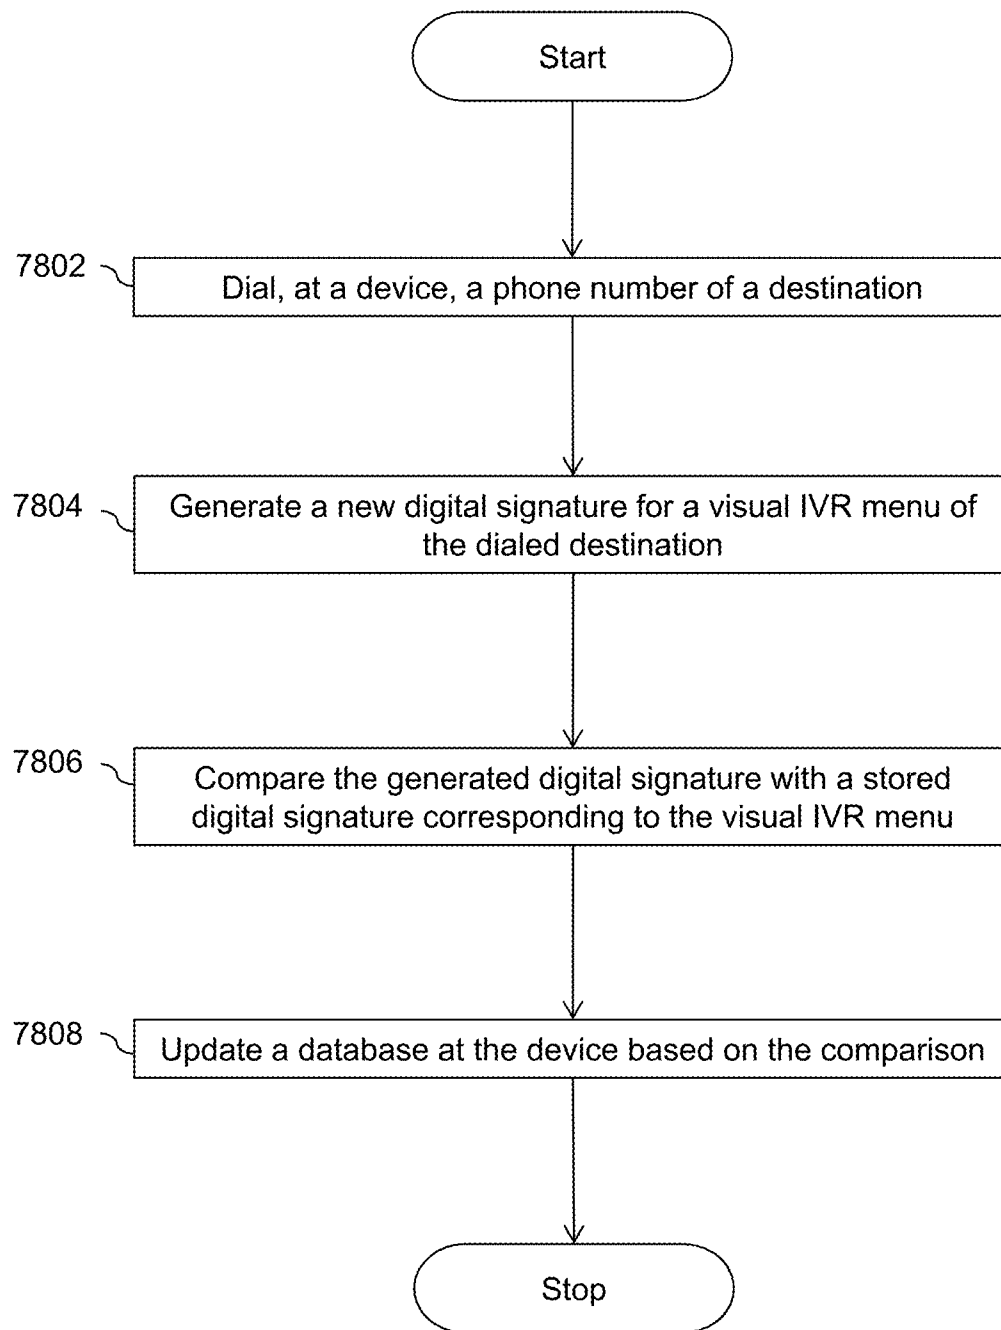 Start
7802
Dial, at a device, a phone number of a destination
7804
Generate a new digital signature for a visual IVR menu of
the dialed destination
7806
Compare the generated digital signature with a stored
digital signature corresponding to the visual IVR menu
7808
Update a database at the device based on the comparison
Stop